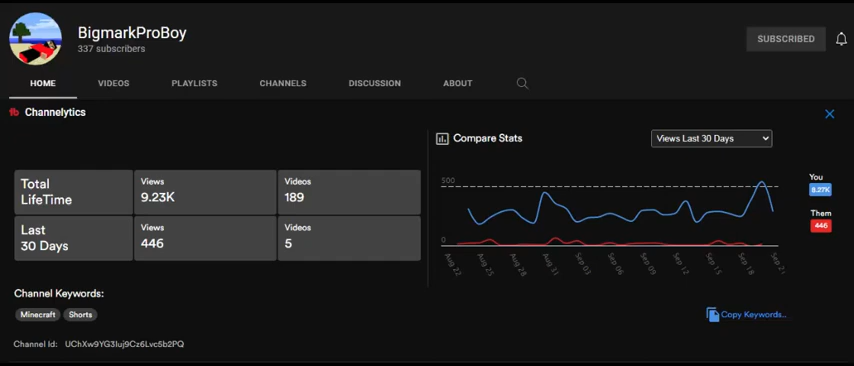 BigmarkProBoy
337 subscribers
SUBSCRIBED
HOME VIDEOS PLAYLISTS CHANNELS DISCUSSION ABOUT
tb Channelytics
Compare Stats
Views Last 30 Days
Total
LifeTime
Views
9.23K
Videos
189
Last
30 Days
Views
446
Videos
5
500
0
Aug 22 Aug 25 Aug 28 Aug 31 Sep 03 Sep 06 Sep 09 Sep 12 Sep 15 Sep 18 Sep 21
You
8.27K
Them
446
Channel Keywords:
Minecraft Shorts
Copy Keywords..
Channel Id: UChXw9YG3Iuj9Cz6Lvc5b2PQ